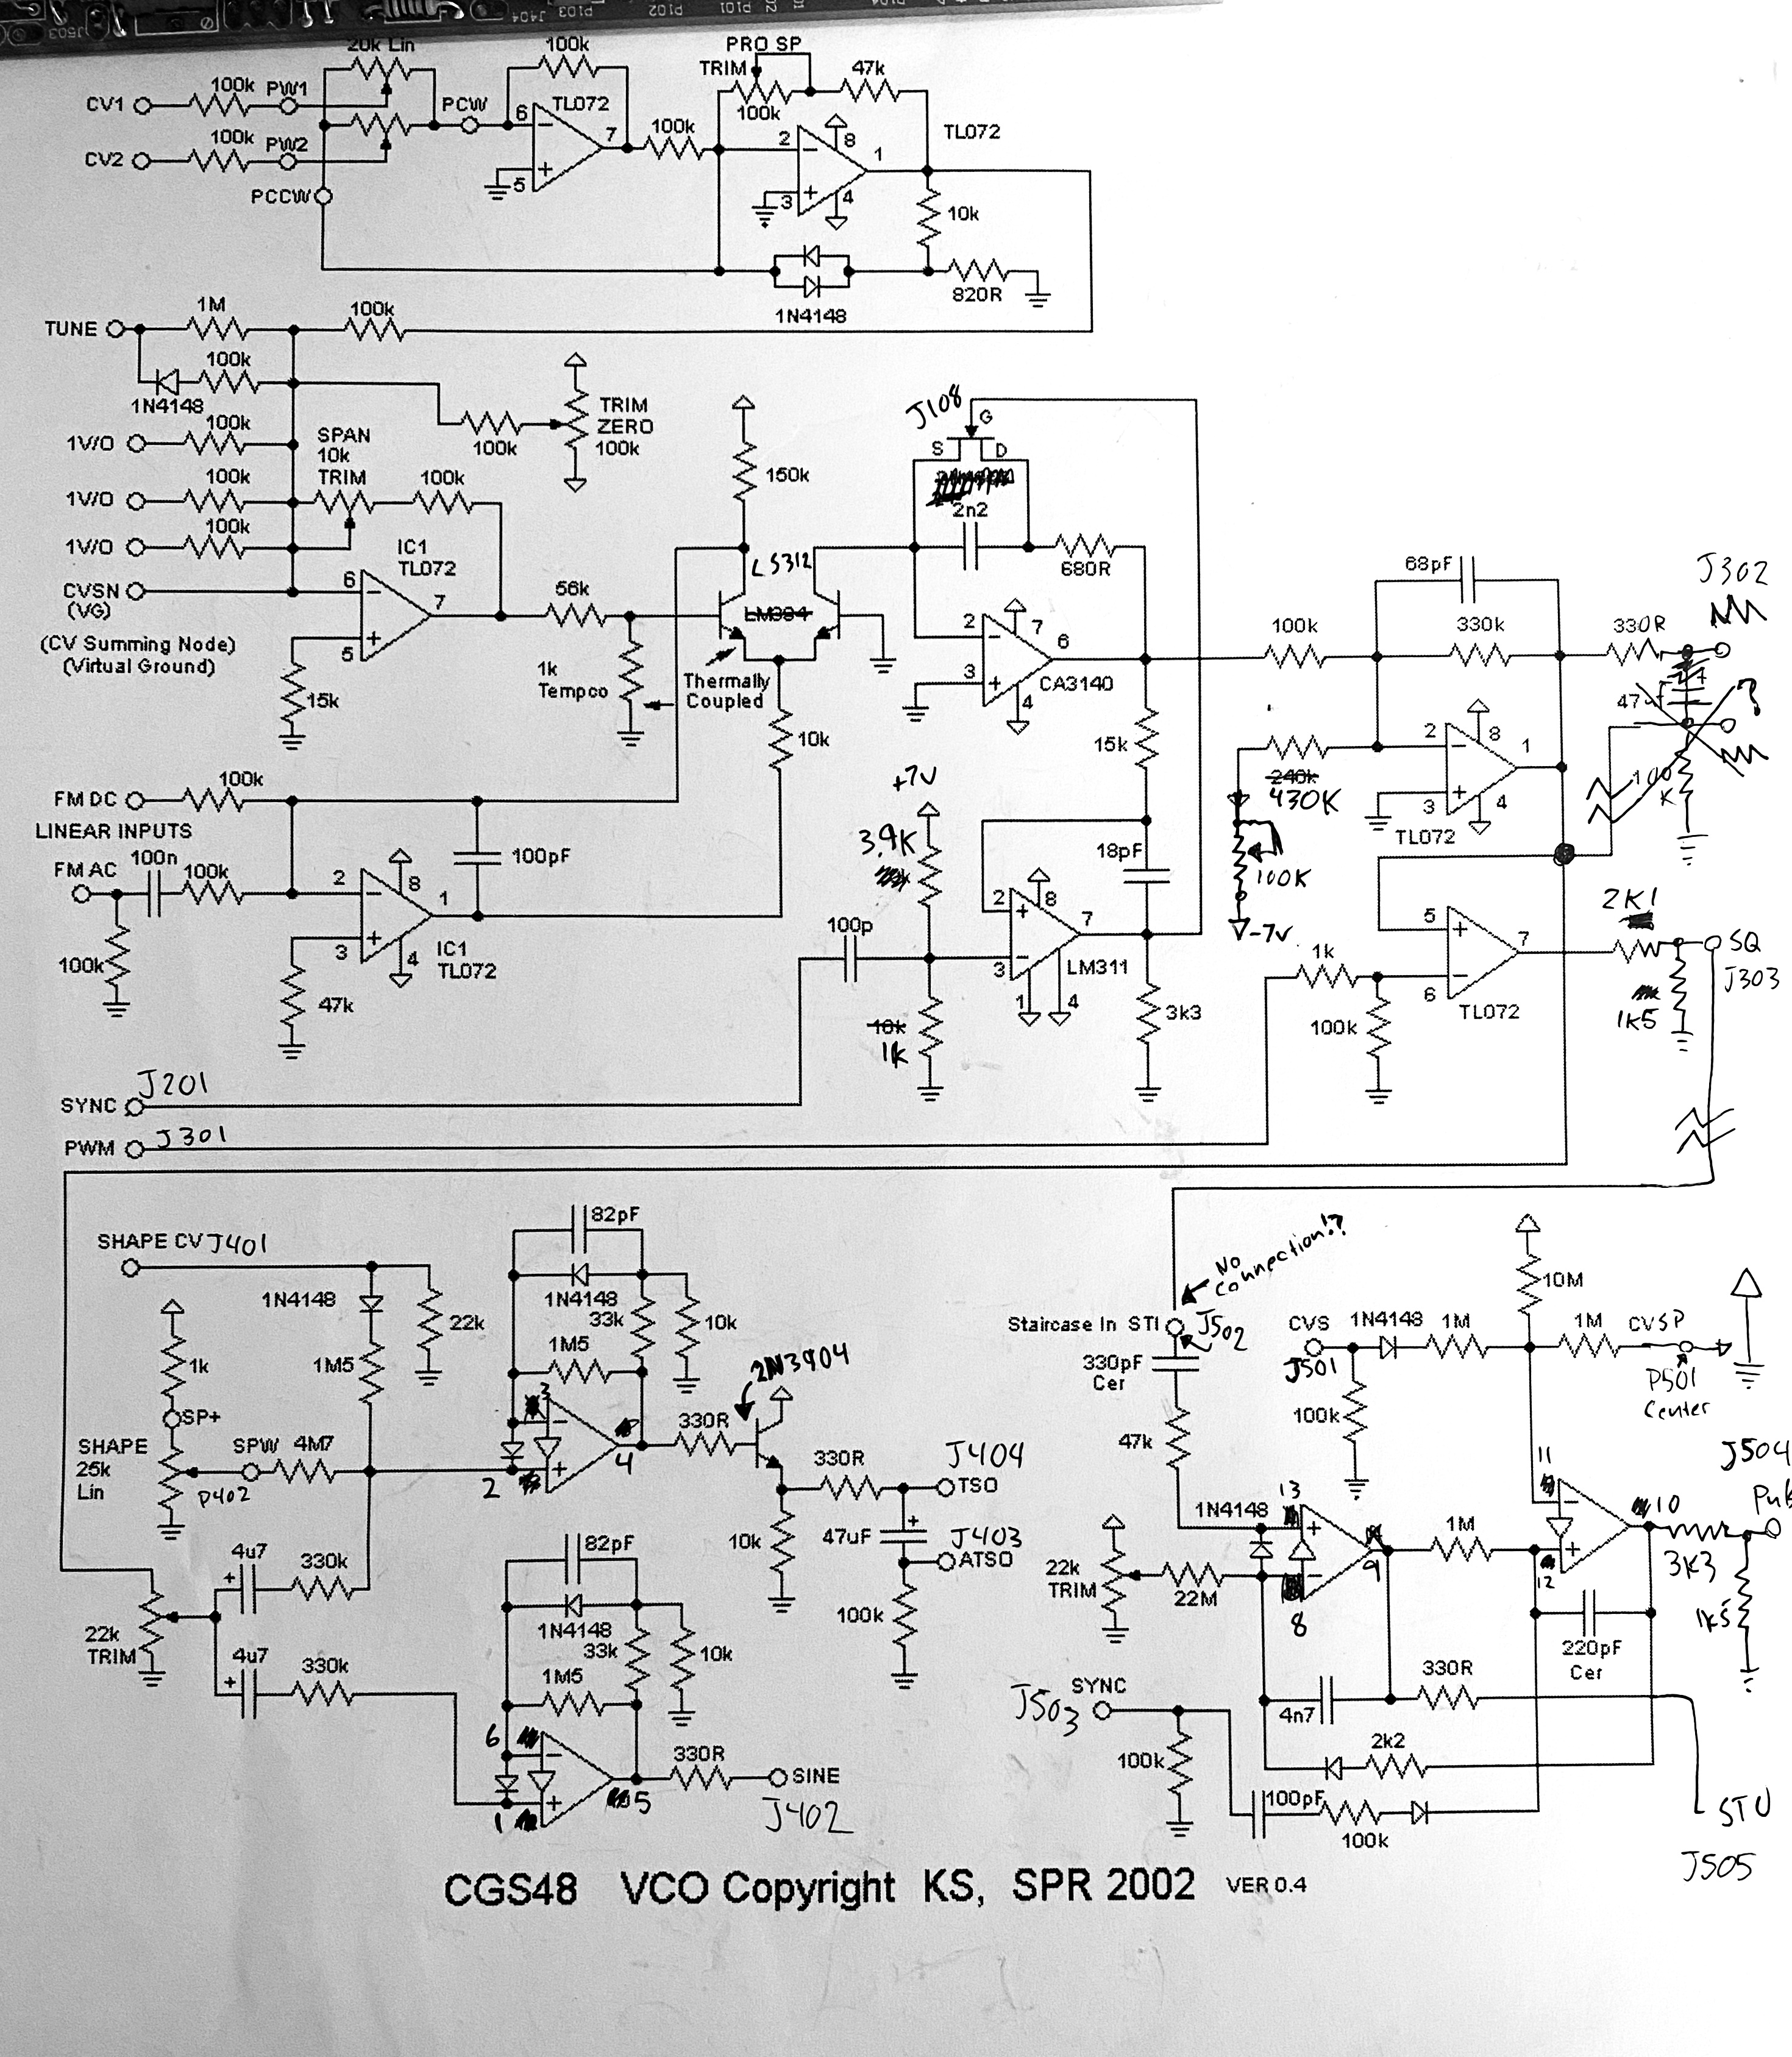 J503
J404
P103
P102
P101
20k Lin
100k
PRO SP
TRIM
47k
CV1
100k
PW1
PCW
TL072
100k
TL072
CV2
100k
PW2
6
7
5
100k
2
8
1
3
4
PCCW
10k
820R
1N4148
TUNE
1M
100k
100k
1N4148
TRIM
ZERO
100k
100k
1V/O
100k
SPAN
10k
TRIM
100k
1V/O
100k
1V/O
100k
150k
J108
G
S
D
2n2
680R
CVSN
(VG)
(CV Summing Node)
(Virtual Ground)
IC1
TL072
6
7
5
15k
56k
1k
Tempco
LS312
LM394
Thermally
Coupled
10k
2
7
6
3
4
CA3140
15k
68pF
100k
330k
330R
J302
47uF
?
100
K
2
8
1
3
4
TL072
240k
430K
100K
-7v
FM DC
100k
LINEAR INPUTS
FM AC
100n
100k
100k
100pF
2
8
1
3
4
IC1
TL072
47k
+7V
3.9K
100p
10k
1k
18pF
2
8
7
3
1
4
LM311
3k3
1k
100k
5
7
6
TL072
2K1
SQ
J303
1K5
SYNC
J201
PWM
J301
SHAPE CV
J401
1N4148
22k
1k
1M5
SP+
SHAPE
25k
Lin
SPW
4M7
P402
82pF
1N4148
33k
10k
1M5
3
2
4
2N3904
330R
330R
J404
TSO
10k
47uF
J403
ATSO
100k
4u7
330k
22k
TRIM
4u7
330k
82pF
1N4148
33k
10k
1M5
6
1
5
330R
SINE
J402
No
Connection!?
Staircase In STI
J502
330pF
Cer
47k
CVS
J501
1N4148
1M
10M
1M
CVSP
P501
Center
100k
1N4148
13
9
8
22k
TRIM
22M
1M
11
10
12
J504
Pul
3K3
1K5
220pF
Cer
4n7
330R
2k2
J503
SYNC
100k
100pF
100k
STU
J505
CGS48 VCO Copyright KS, SPR 2002 VER 0.4